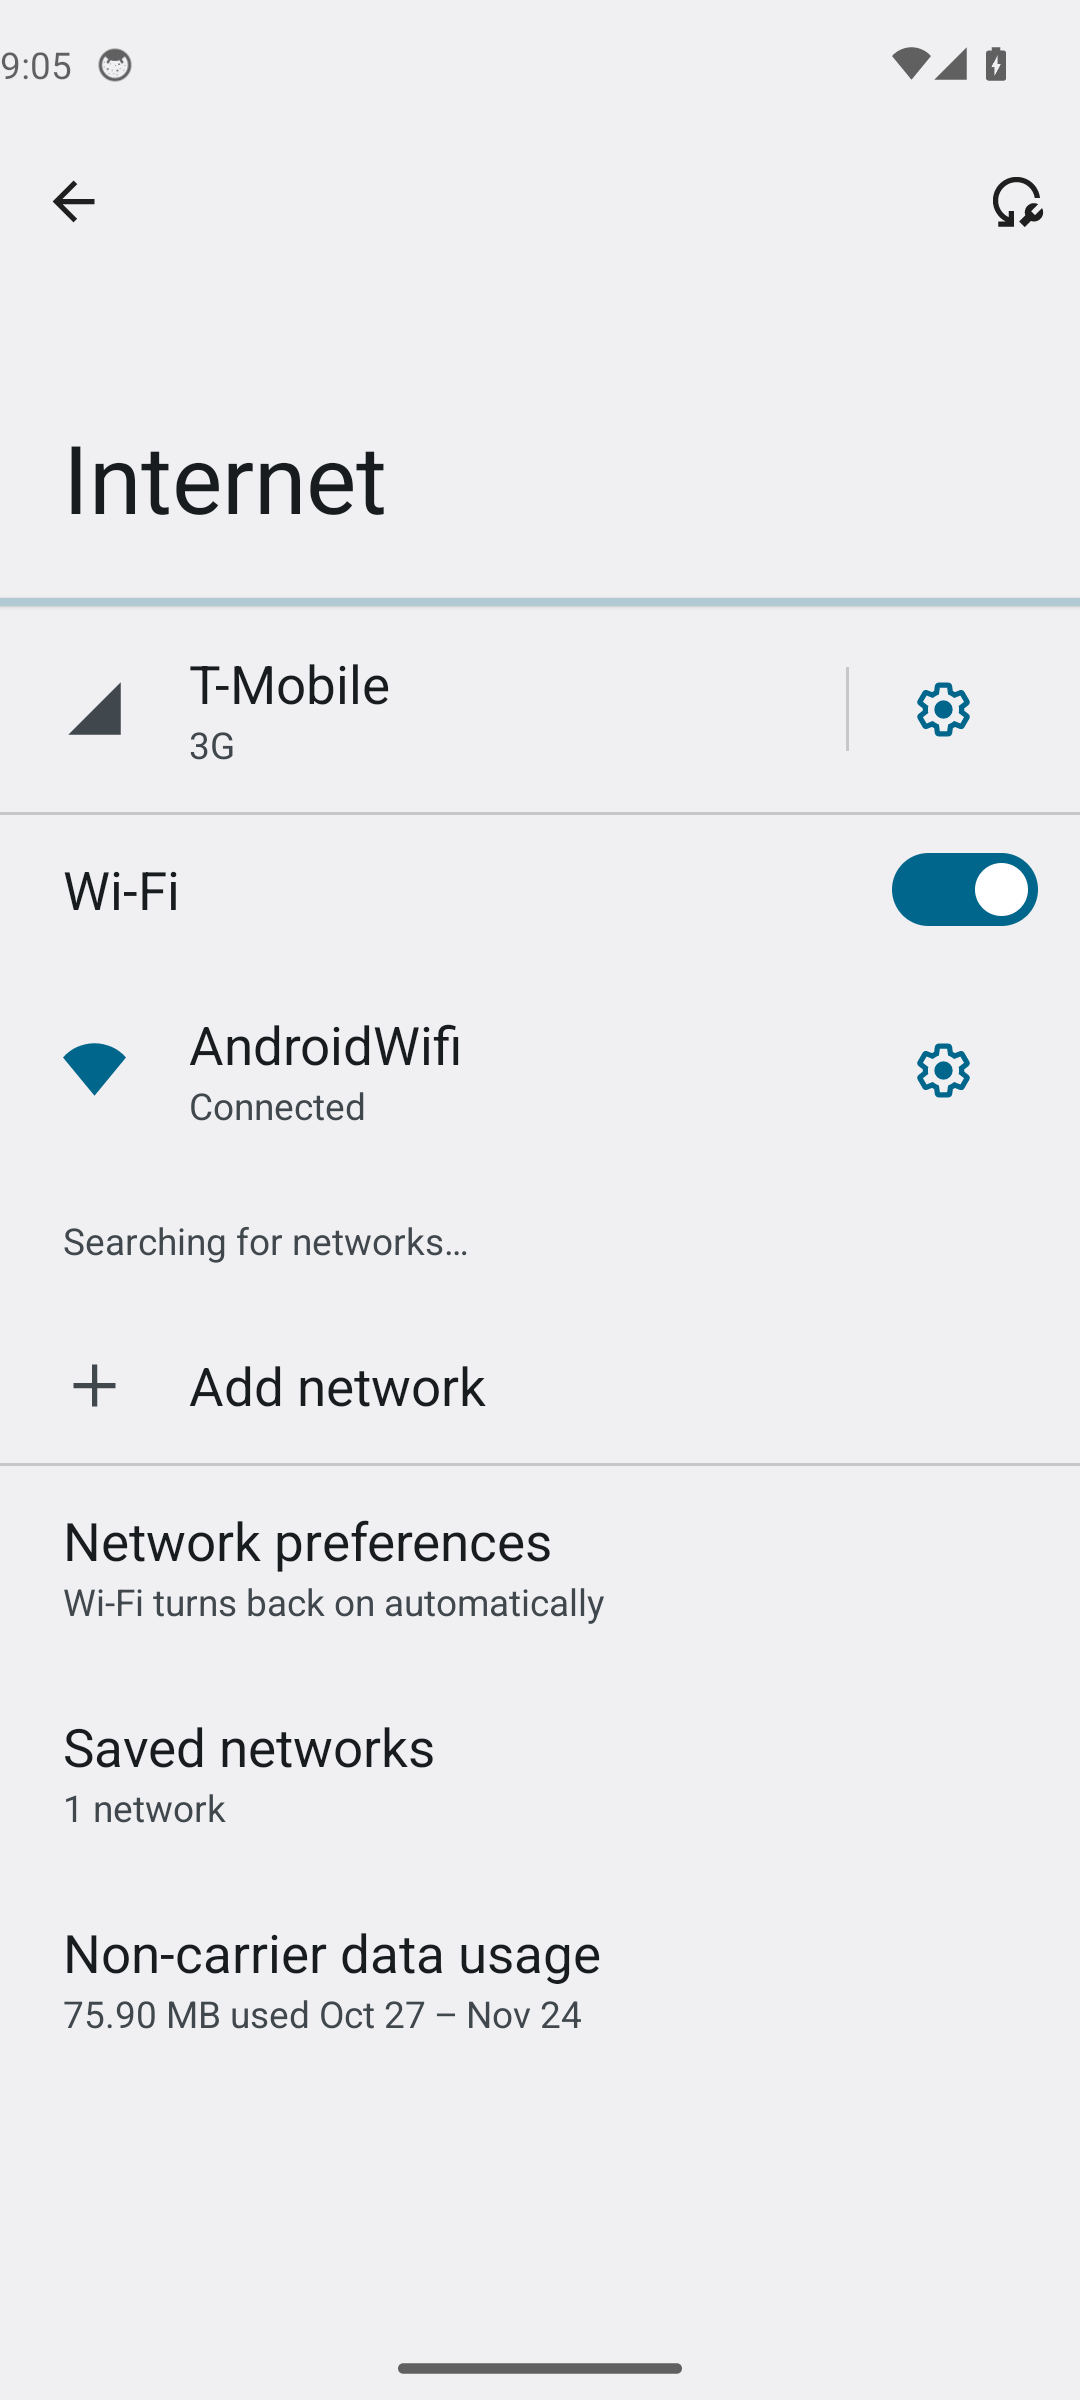 9:05
Internet
T-Mobile
3G
Wi-Fi
AndroidWifi
Connected
Searching for networks…
Add network
Network preferences
Wi-Fi turns back on automatically
Saved networks
1 network
Non-carrier data usage
75.90 MB used Oct 27 – Nov 24